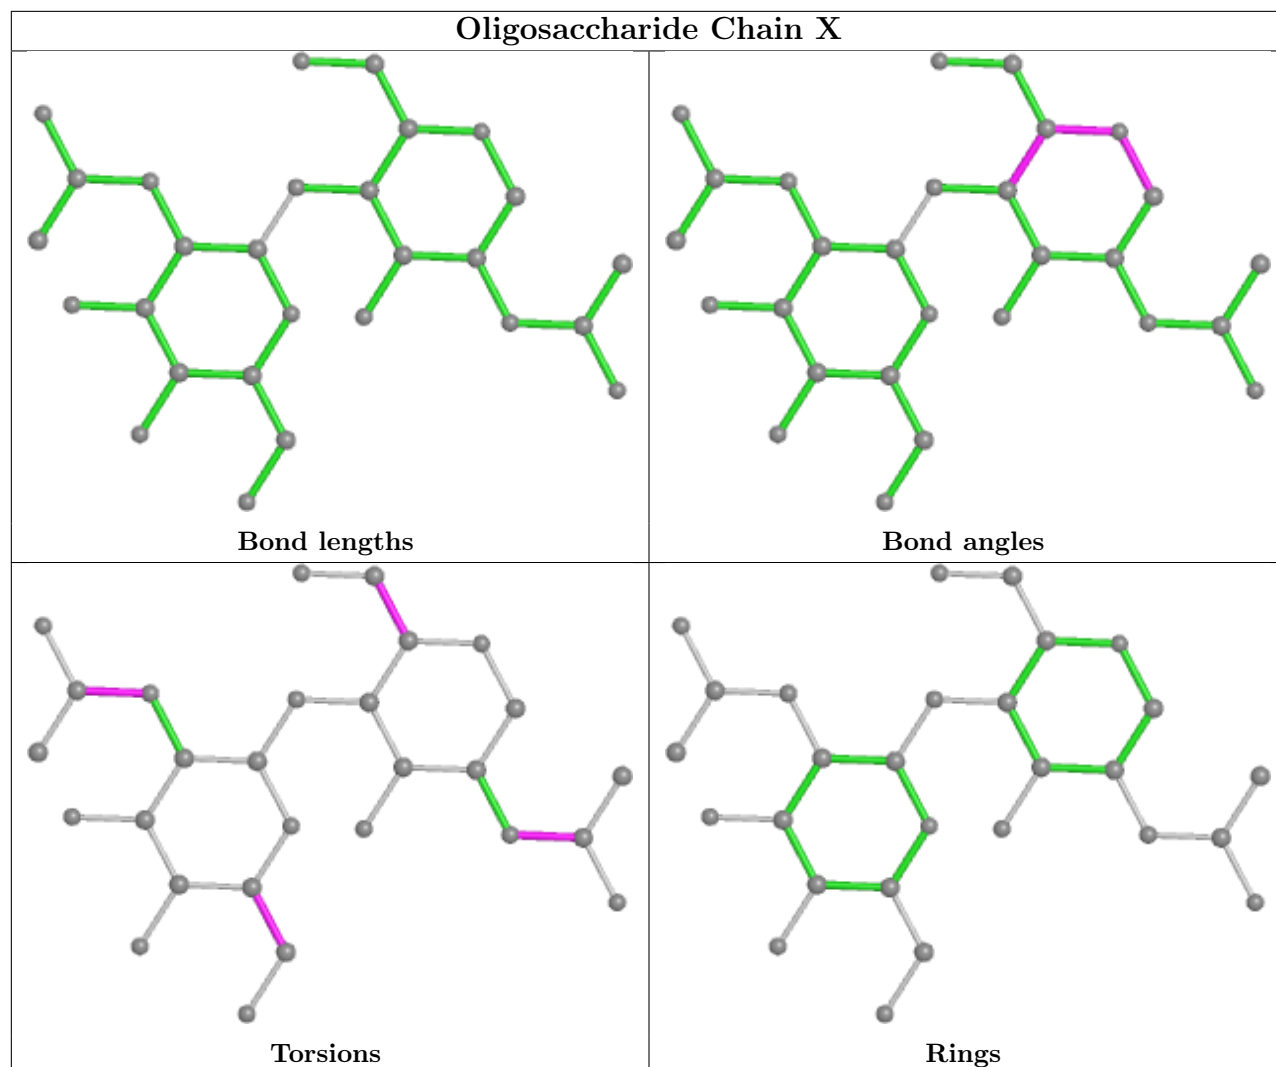 Oligosaccharide Chain X
Bond lengths
Bond angles
Torsions
Rings